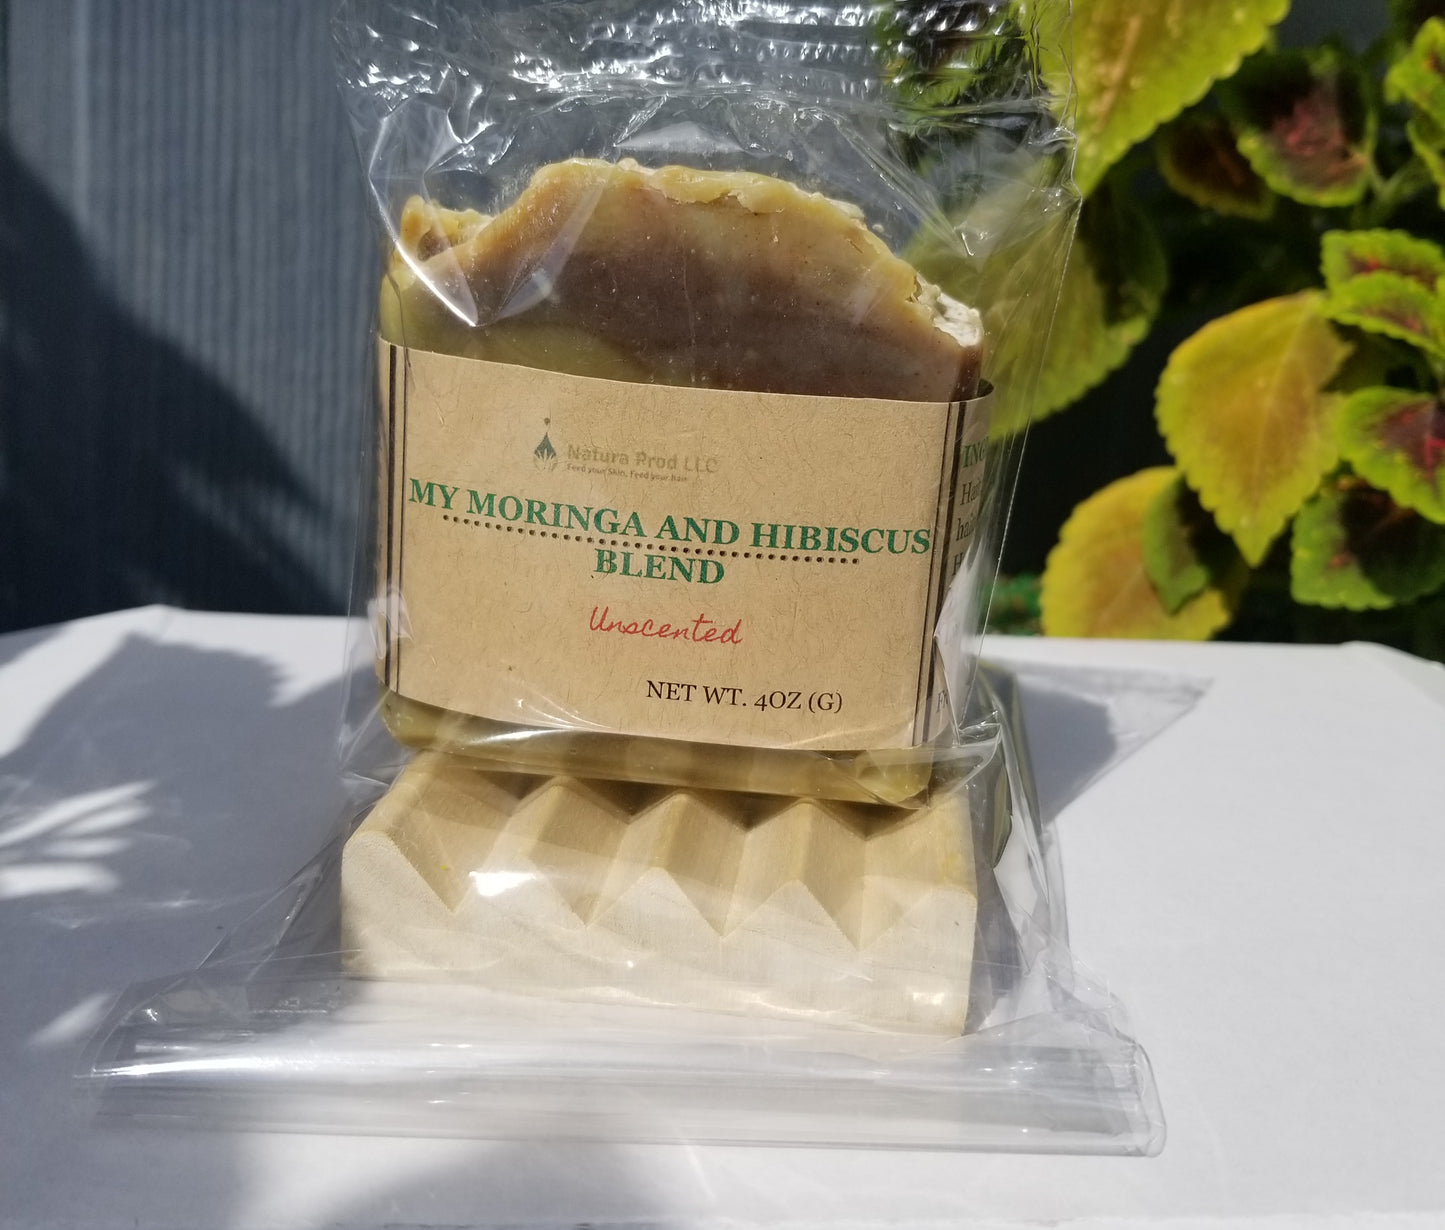 Natura Prod LLC
Feed your Skin, Feed your hair
MY MORINGA AND HIBISCUS
BLEND
Unscented
NET WT. 4OZ (G)